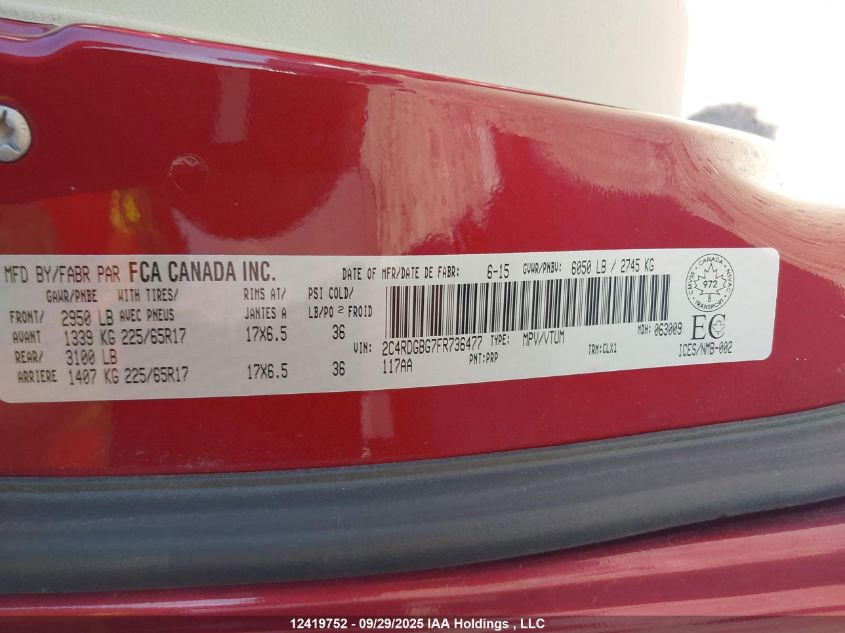 MFD BY/FABR PAR FCA CANADA INC. DATE OF MFR/DATE DE FABR: 6-15 GVWR/PNBV: 6050 LB / 2745 KG
GAWR/PNBE WITH TIRES/ RIMS AT/ PSI COLD/
FRONT/ 2950 LB AVEC PNEUS JANTES A LB/PO² FROID
AVANT 1339 KG 225/65R17 17X6.5 36
REAR/ 3100 LB
ARRIERE 1407 KG 225/65R17 17X6.5 36
VIN: 2C4RDGBG7FR736477 TYPE: MPV/VTUM MDH: 063009
117AA PNT:PRP TRM:CLX1
CANADA
972
TRANSPORT
EC
ICES/NMB-002
12419752 - 09/29/2025 IAA Holdings , LLC